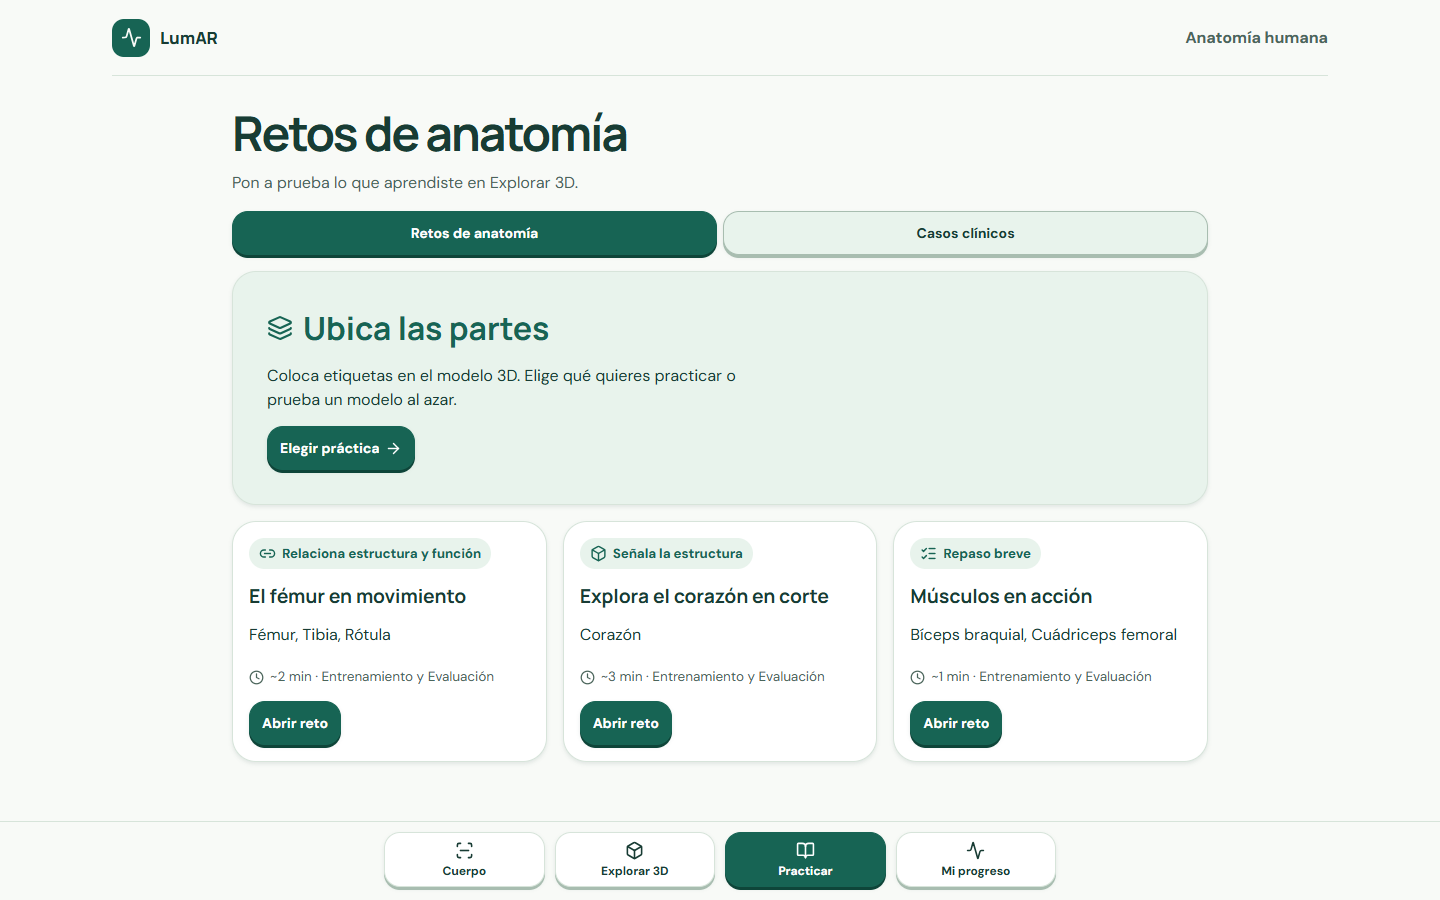 LumAR
Anatomía humana
Retos de anatomía
Pon a prueba lo que aprendiste en Explorar 3D.
Retos de anatomía
Casos clínicos
Ubica las partes
Coloca etiquetas en el modelo 3D. Elige qué quieres practicar o
prueba un modelo al azar.
Elegir práctica
Relaciona estructura y función
El fémur en movimiento
Fémur, Tibia, Rótula
~2 min · Entrenamiento y Evaluación
Abrir reto
Señala la estructura
Explora el corazón en corte
Corazón
~3 min · Entrenamiento y Evaluación
Abrir reto
Repaso breve
Músculos en acción
Bíceps braquial, Cuádriceps femoral
~1 min · Entrenamiento y Evaluación
Abrir reto
Cuerpo
Explorar 3D
Practicar
Mi progreso